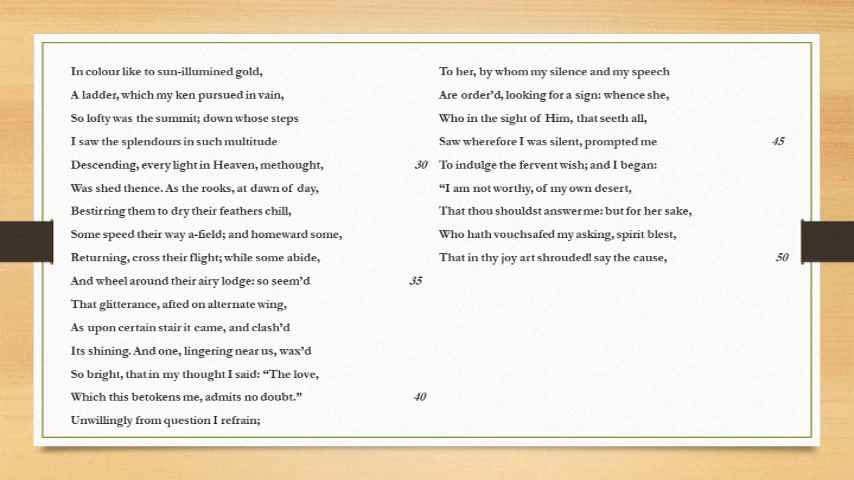 In colour like to sun-illumined gold,
A ladder, which my ken pursued in vain,
So lofty was the summit; down whose steps
I saw the splendours in such multitude
Descending, every light in Heaven, methought, 30
Was shed thence. As the rooks, at dawn of day,
Bestirring them to dry their feathers chill,
Some speed their way a-field; and homeward some,
Returning, cross their flight; while some abide,
And wheel around their airy lodge: so seem’d 35
That glitterance, afted on alternate wing,
As upon certain stair it came, and clash’d
Its shining. And one, lingering near us, wax’d
So bright, that in my thought I said: “The love,
Which this betokens me, admits no doubt.” 40
Unwillingly from question I refrain;
To her, by whom my silence and my speech
Are order’d, looking for a sign: whence she,
Who in the sight of Him, that seeth all,
Saw wherefore I was silent, prompted me 45
To indulge the fervent wish; and I began:
“I am not worthy, of my own desert,
That thou shouldst answer me: but for her sake,
Who hath vouchsafed my asking, spirit blest,
That in thy joy art shrouded! say the cause, 50